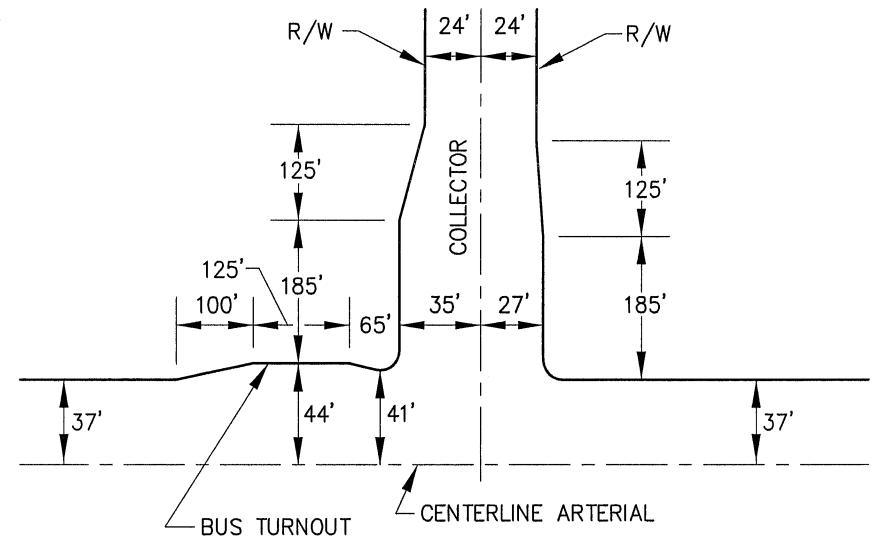 24' 24'
R/W R/W
125' 125'
COLLECTOR
125' 185'
100' 65' 35' 27' 185'
37' 44' 41' 37'
CENTERLINE ARTERIAL
BUS TURNOUT